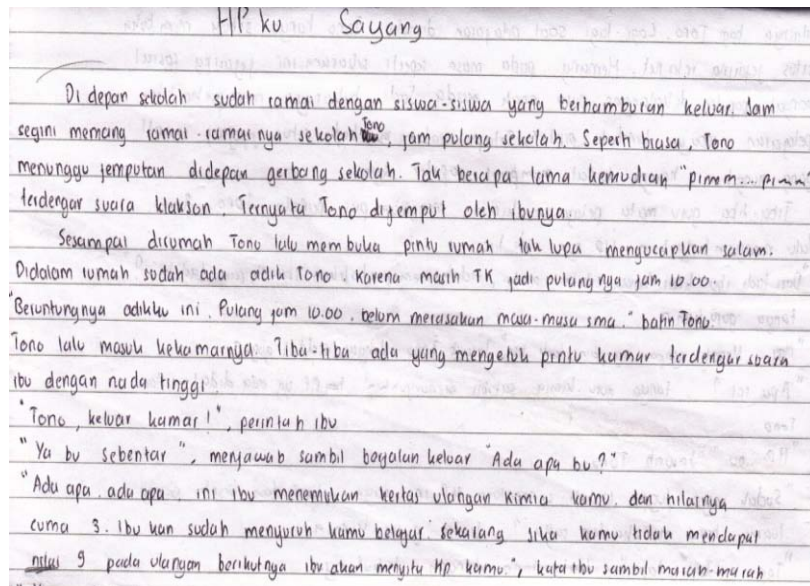 HP ku Sayang
Di depan sekolah sudah ramai dengan siswa-siswa yang berhamburan keluar. Jam
segini memang ramai-ramainya sekolah Tono, jam pulang sekolah. Seperti biasa, Tono
menunggu jemputan didepan gerbang sekolah. Tak berapa lama kemudian "pimmm...
terdengar suara klakson. Ternyata Tono dijemput oleh ibunya
Sesampai dirumah Tono lalu membuka pintu rumah tak lupa mengucapkan salam.
Didalam rumah sudah ada adik Tono. Karena masih TK jadi pulangnya jam 10.00.
"Beruntungnya adikku ini. Pulang jam 10.00. belum merasakan masa-masa sma." batin Tono.
Tono lalu masuk kekamarnya. Tiba-tiba ada yang mengetuk pintu kamar terdengar suara
ibu dengan nada tinggi
"Tono, keluar kamar!", perintah ibu
"Ya bu sebentar", menjawab sambil bejalan keluar "Ada apa bu?"
"Ada apa. ada apa ini ibu menemukan kertas ulangan kimia kamu. dan nilainya
cuma 3. Ibu kan sudah menyuruh kamu belajar sekarang jika kamu tidak mendapat
nilai 9 pada ulangan berikutnya ibu akan menyita Hp kamu", kata ibu sambil marah-marah